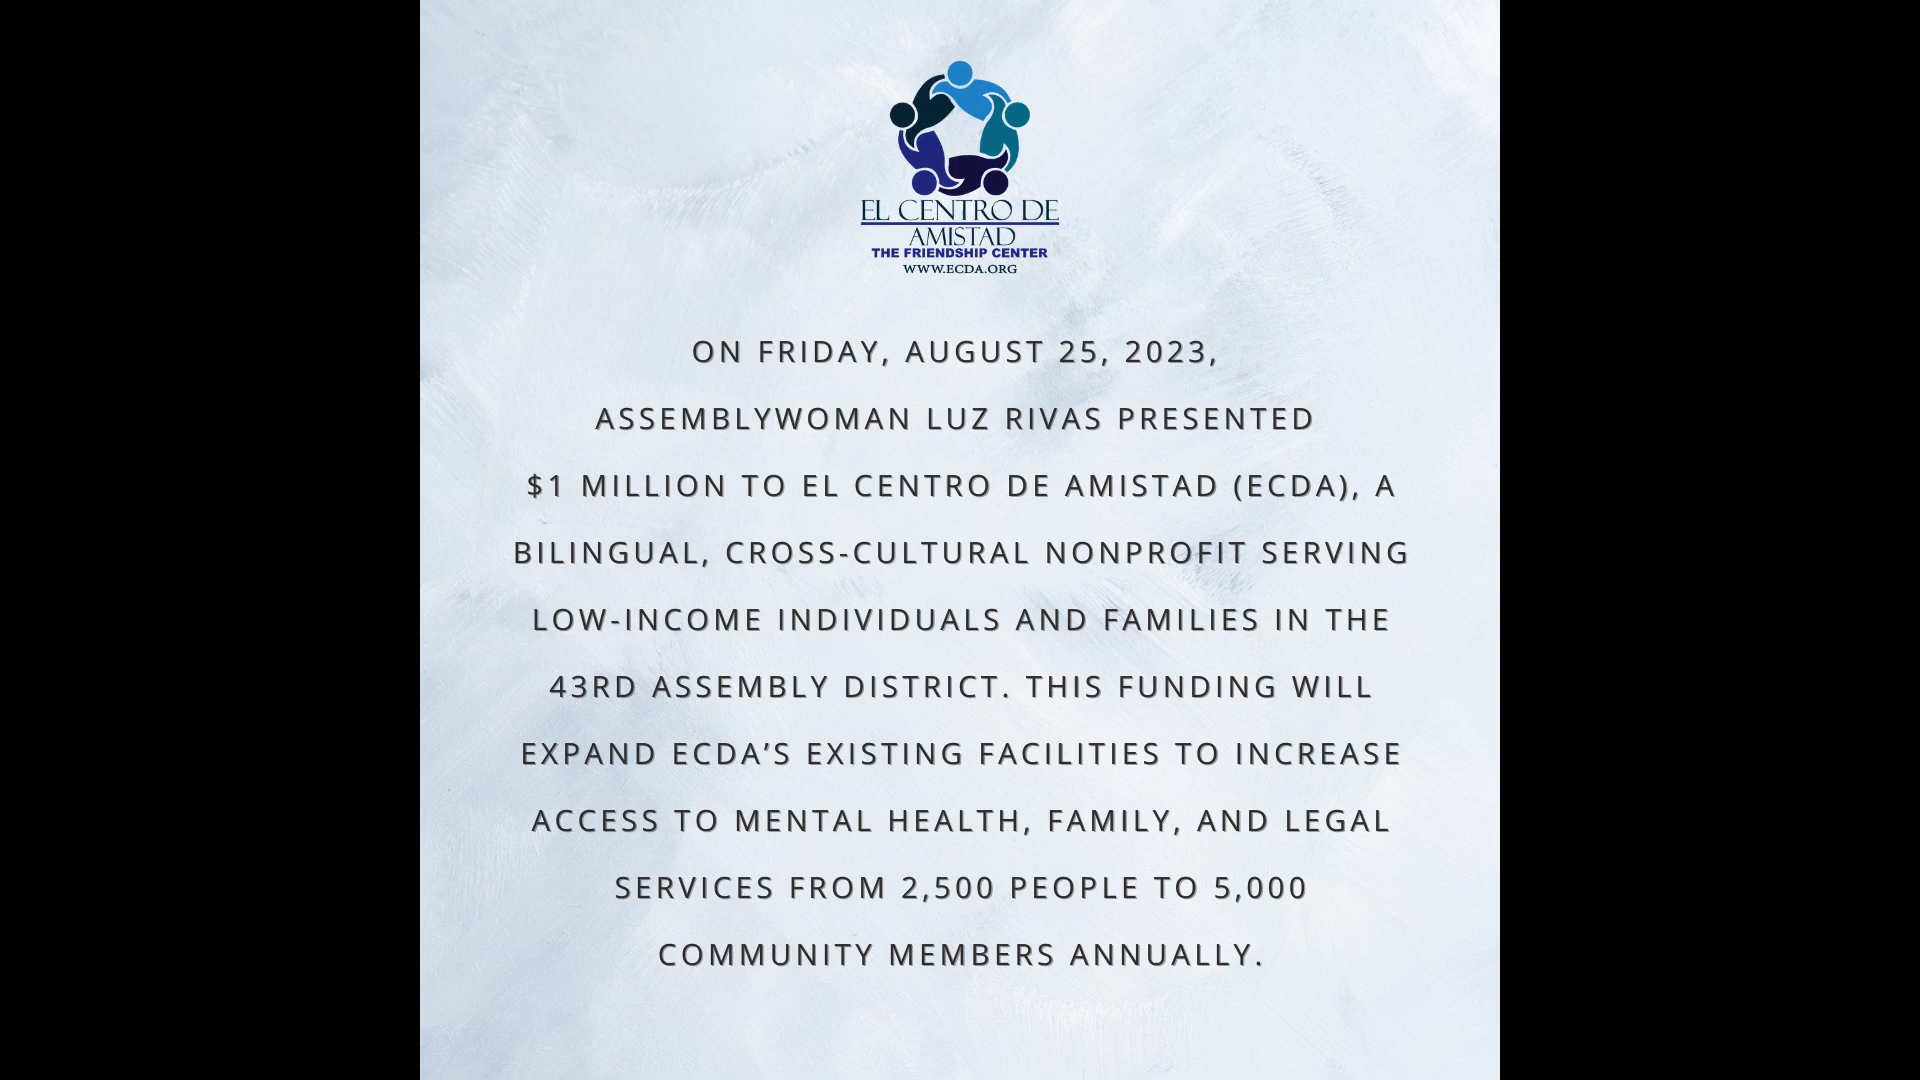 EL CENTRO DE
AMISTAD
THE FRIENDSHIP CENTER
WWW.ECDA.ORG
ON FRIDAY, AUGUST 25, 2023,
ASSEMBLYWOMAN LUZ RIVAS PRESENTED
$1 MILLION TO EL CENTRO DE AMISTAD (ECDA), A
BILINGUAL, CROSS-CULTURAL NONPROFIT SERVING
LOW-INCOME INDIVIDUALS AND FAMILIES IN THE
43RD ASSEMBLY DISTRICT. THIS FUNDING WILL
EXPAND ECDA’S EXISTING FACILITIES TO INCREASE
ACCESS TO MENTAL HEALTH, FAMILY, AND LEGAL
SERVICES FROM 2,500 PEOPLE TO 5,000
COMMUNITY MEMBERS ANNUALLY.